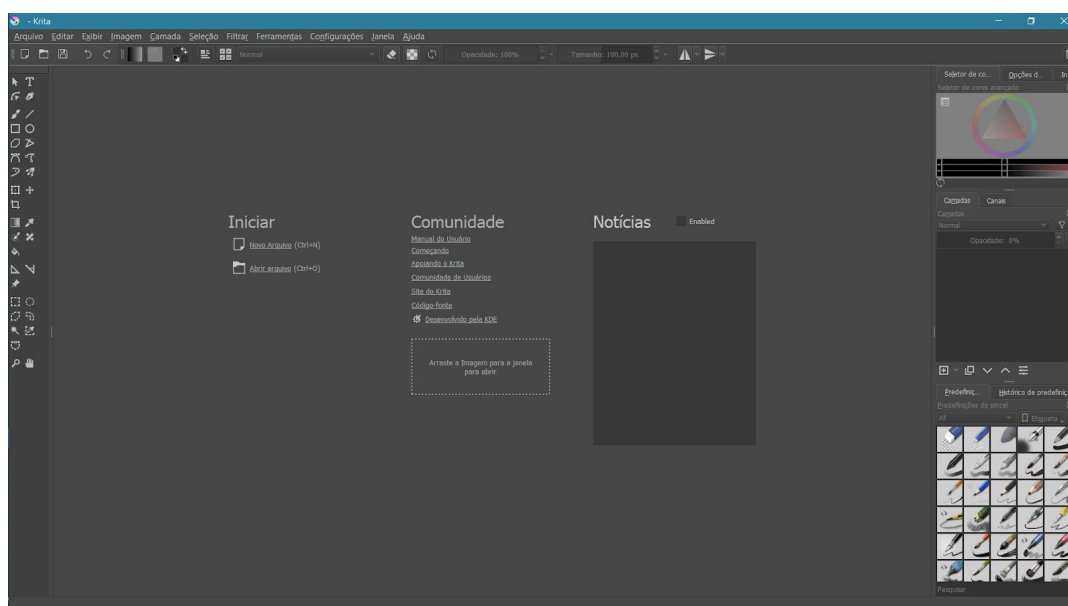 - Krita
Arquivo Editar Exibir Imagem Camada Seleção Filtrar Ferramentas Configurações Janela Ajuda
Normal Opacidade: 100% Tamanho: 100,00 px
Seletor de co... Opções d... In
Seletor de cores avançado
Iniciar
Novo Arquivo (Ctrl+N)
Abrir arquivo (Ctrl+O)
Comunidade
Manual do Usuário
Começando
Apoiando o Krita
Comunidade de Usuários
Site do Krita
Código-fonte
Desenvolvido pela KDE
Arraste a Imagem para a janela
para abrir
Notícias Enabled
Camadas Canais
Camadas
Normal
Opacidade: 0%
Predefiniç... Histórico de predefiniç
Predefinições do pincel
All Etiqueta
Pesquisar